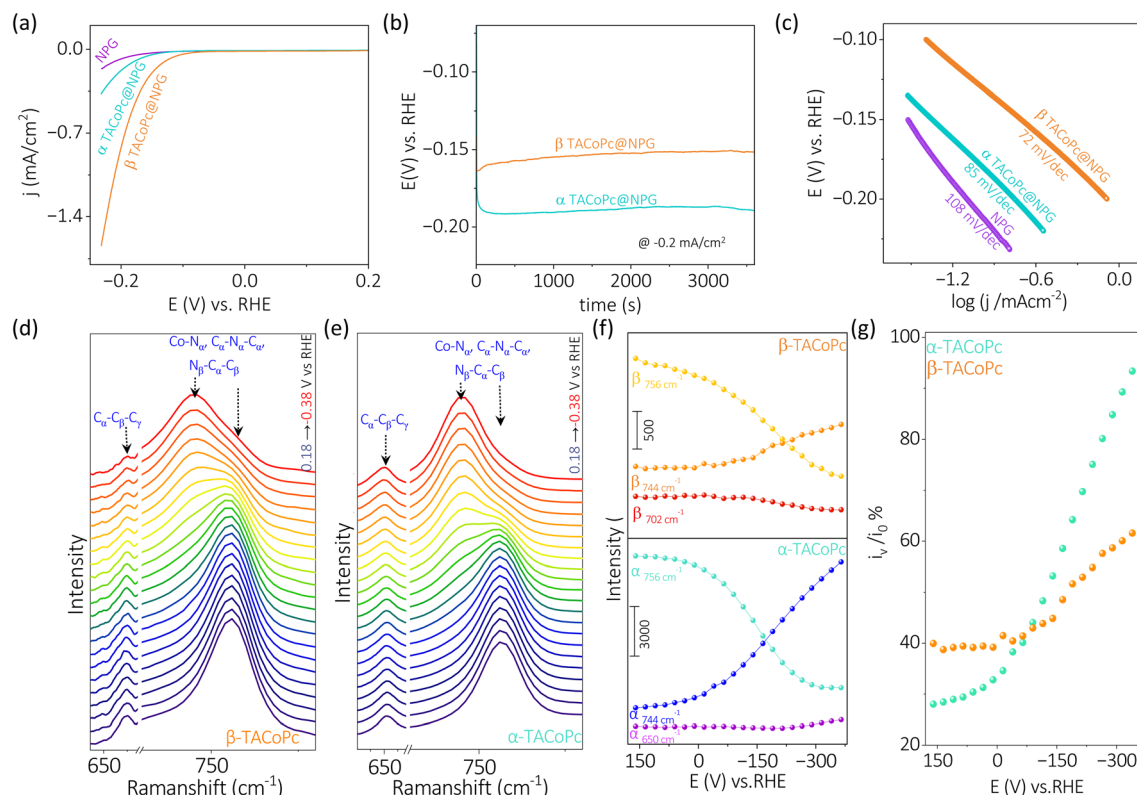 (a)
0.0
−0.7
−1.4
j (mA/cm²)
NPG
α TACoPc@NPG
β TACoPc@NPG
−0.2
0.0
0.2
E (V) vs. RHE
(b)
−0.10
−0.15
−0.20
E(V) vs. RHE
β TACoPc@NPG
α TACoPc@NPG
@ -0.2 mA/cm²
0
1000
2000
3000
time (s)
(c)
−0.10
−0.15
−0.20
E (V) vs. RHE)
β TACoPc@NPG
72 mV/dec
α TACoPc@NPG
85 mV/dec
NPG
108 mV/dec
−1.2
−0.6
0.0
log (j /mAcm⁻²)
(d)
Co-Nα, Cα-Nα-Cα,
Nβ-Cα-Cβ
Cα-Cβ-Cγ
0.18 →-0.38 V vs RHE
Intensity
β-TACoPc
650
750
Ramanshift (cm⁻¹)
(e)
Co-Nα, Cα-Nα-Cα,
Nβ-Cα-Cβ
Cα-Cβ-Cγ
0.18 →-0.38 V vs RHE
Intensity
α-TACoPc
650
750
Ramanshift (cm⁻¹)
(f)
β-TACoPc
β 756 cm⁻¹
500
β 744 cm⁻¹
β 702 cm⁻¹
Intensity (
α-TACoPc
α 756 cm⁻¹
3000
α 744 cm⁻¹
α 650 cm⁻¹
150
0
−150
−300
E (V) vs.RHE
(g)
100
80
60
40
20
iv /i0 %
α-TACoPc
β-TACoPc
150
0
−150
−300
E (V) vs.RHE